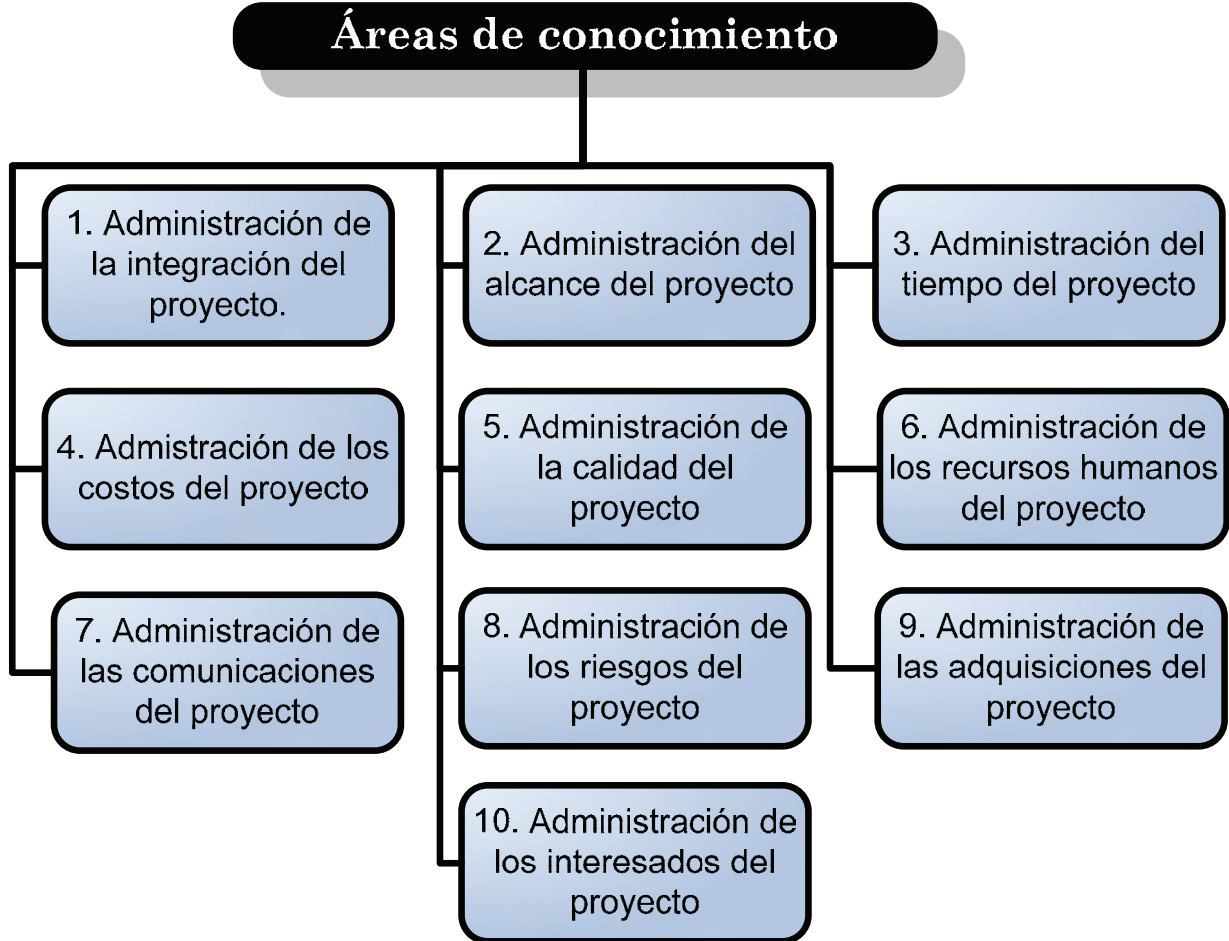 Áreas de conocimiento
1. Administración de
la integración del
proyecto.
2. Administración del
alcance del proyecto
3. Administración del
tiempo del proyecto
4. Admistración de los
costos del proyecto
5. Administración de
la calidad del
proyecto
6. Administración de
los recursos humanos
del proyecto
7. Administración de
las comunicaciones
del proyecto
8. Administración de
los riesgos del
proyecto
9. Administración de
las adquisiciones del
proyecto
10. Administración de
los interesados del
proyecto